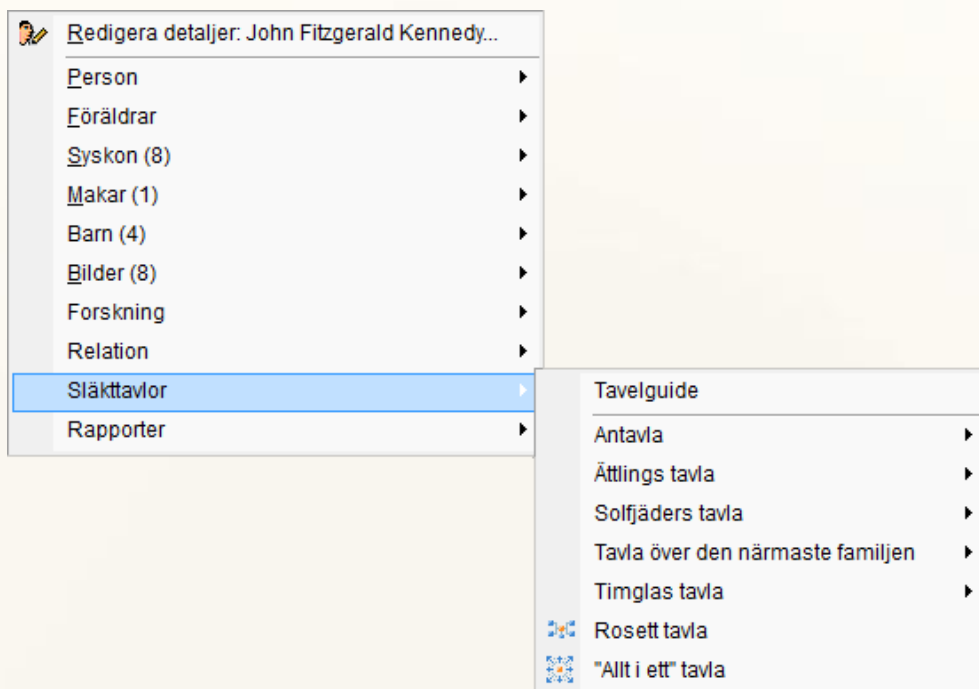 Redigera detaljer: John Fitzgerald Kennedy...
Person
Föräldrar
Syskon (8)
Makar (1)
Barn (4)
Bilder (8)
Forskning
Relation
Släkttavlor
Rapporter
Tavelguide
Antavla
Ättlings tavla
Solfjäders tavla
Tavla över den närmaste familjen
Timglas tavla
Rosett tavla
"Allt i ett" tavla